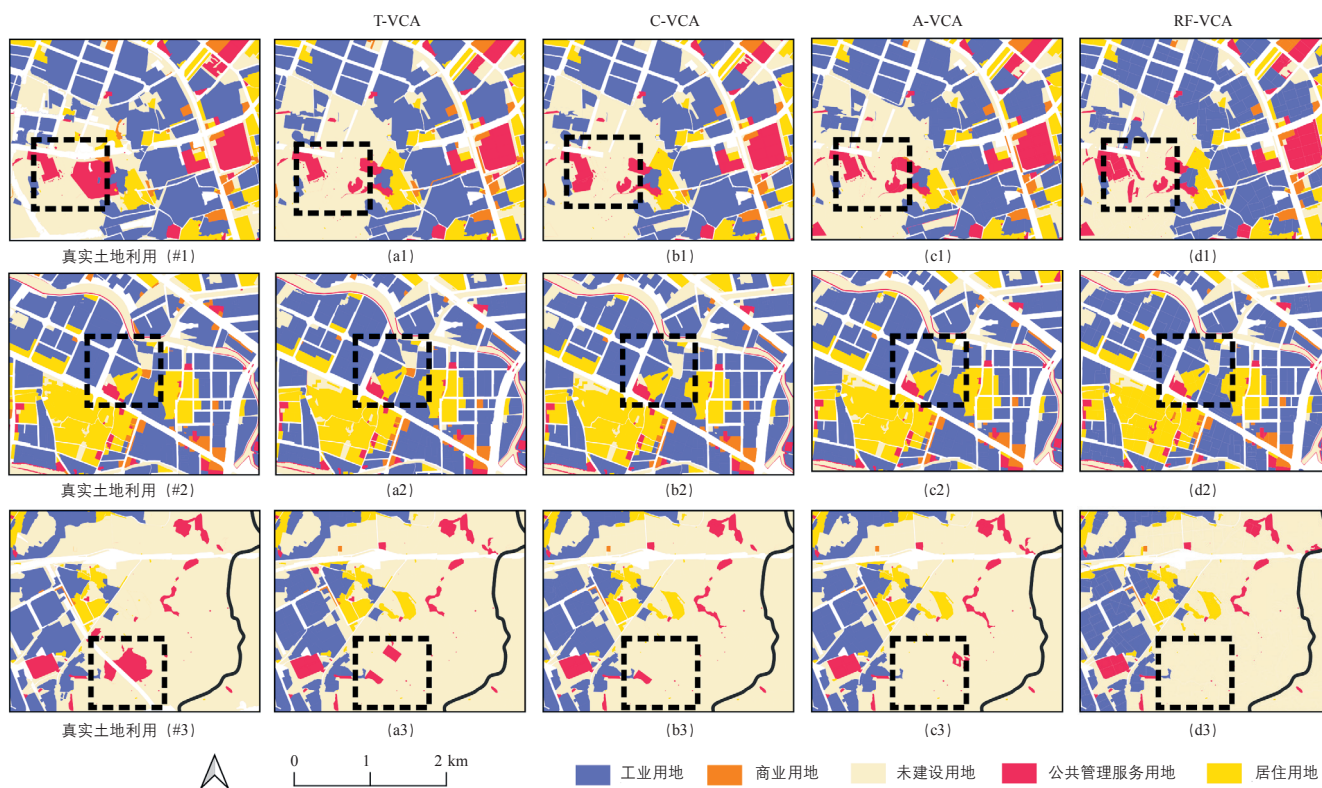 T-VCA C-VCA A-VCA RF-VCA
真实土地利用 (#1) (a1) (b1) (c1) (d1)
真实土地利用 (#2) (a2) (b2) (c2) (d2)
真实土地利用 (#3) (a3) (b3) (c3) (d3)
0 1 2 km
工业用地 商业用地 未建设用地 公共管理服务用地 居住用地